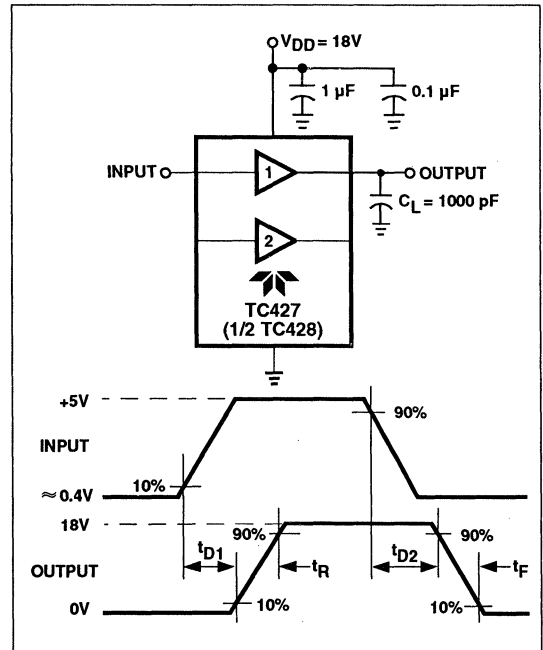 V_DD = 18V
1 µF
0.1 µF
INPUT
1
OUTPUT
C_L = 1000 pF
2
TC427
(1/2 TC428)
+5V
90%
INPUT
10%
≈ 0.4V
18V
90%
t_D1
t_R
t_D2
90%
t_F
OUTPUT
0V
10%
10%